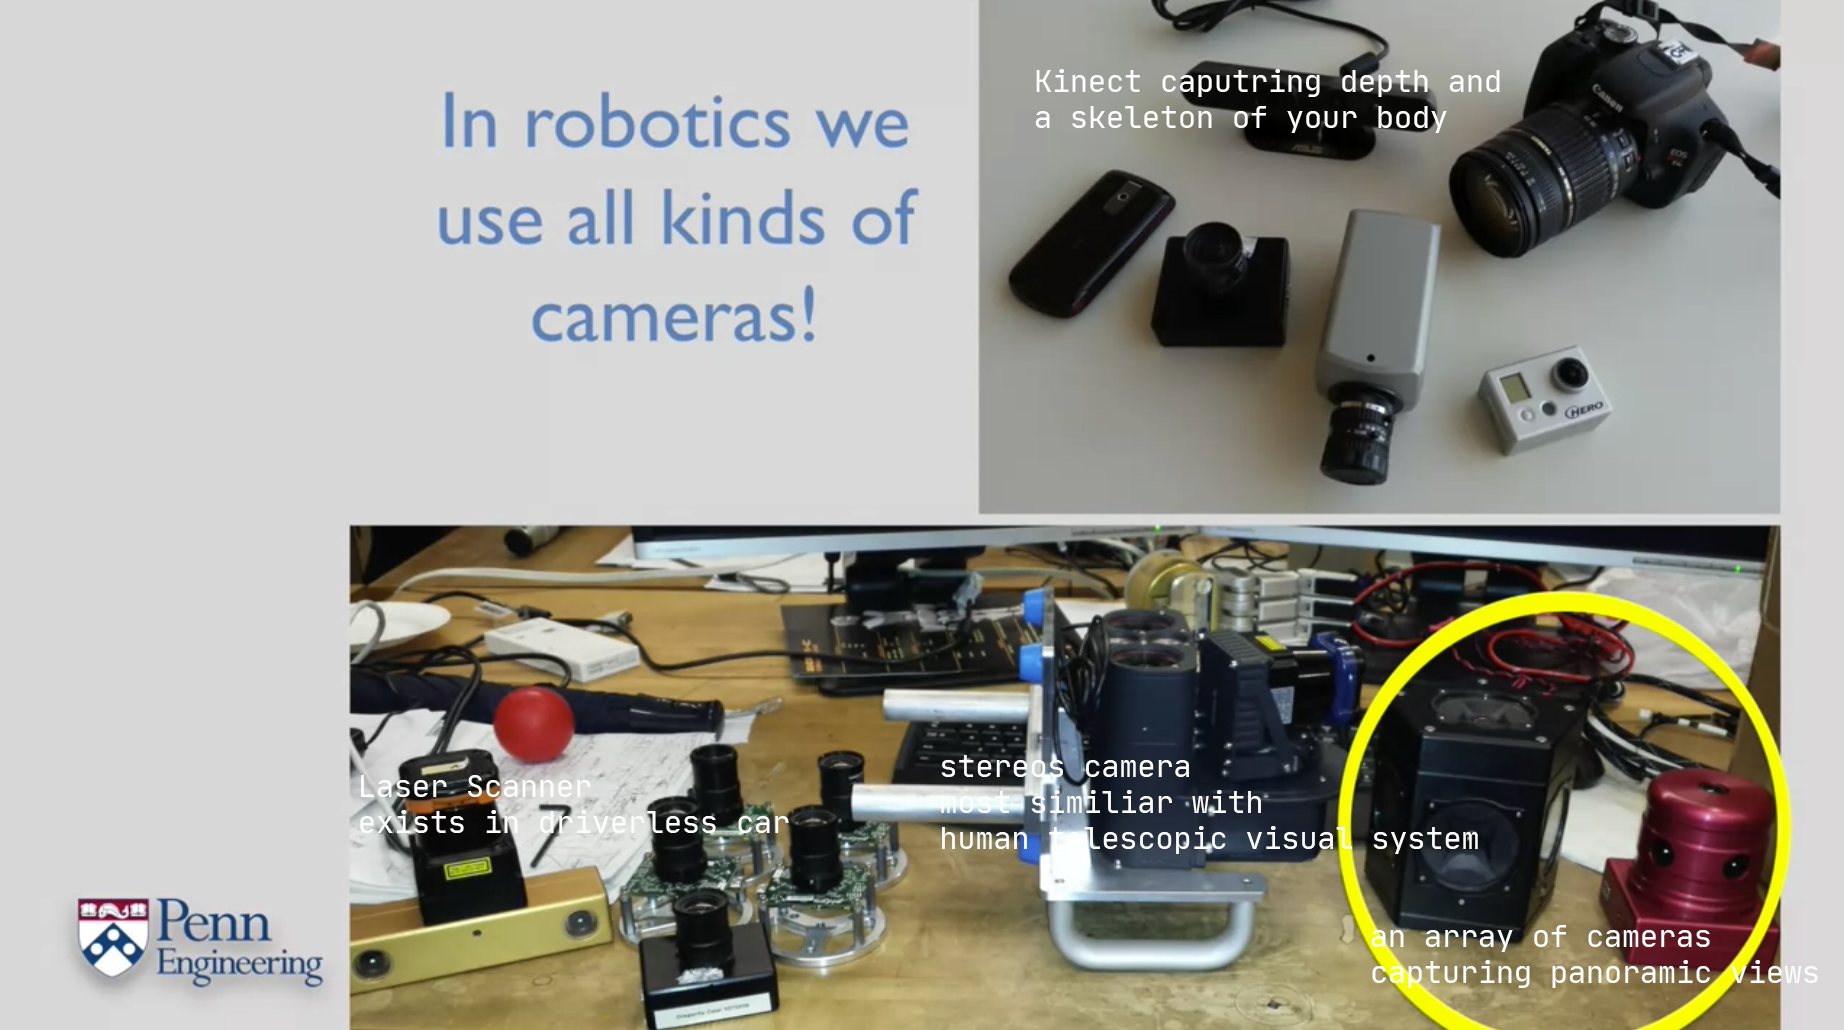 In robotics we
use all kinds of
cameras!
Kinect caputring depth and
a skeleton of your body
ASUS
Canon
EOS
HERO
Laser Scanner
exists in driverless car
stereos camera
most similiar with
human telescopic visual system
an array of cameras
capturing panoramic views
Penn
Engineering